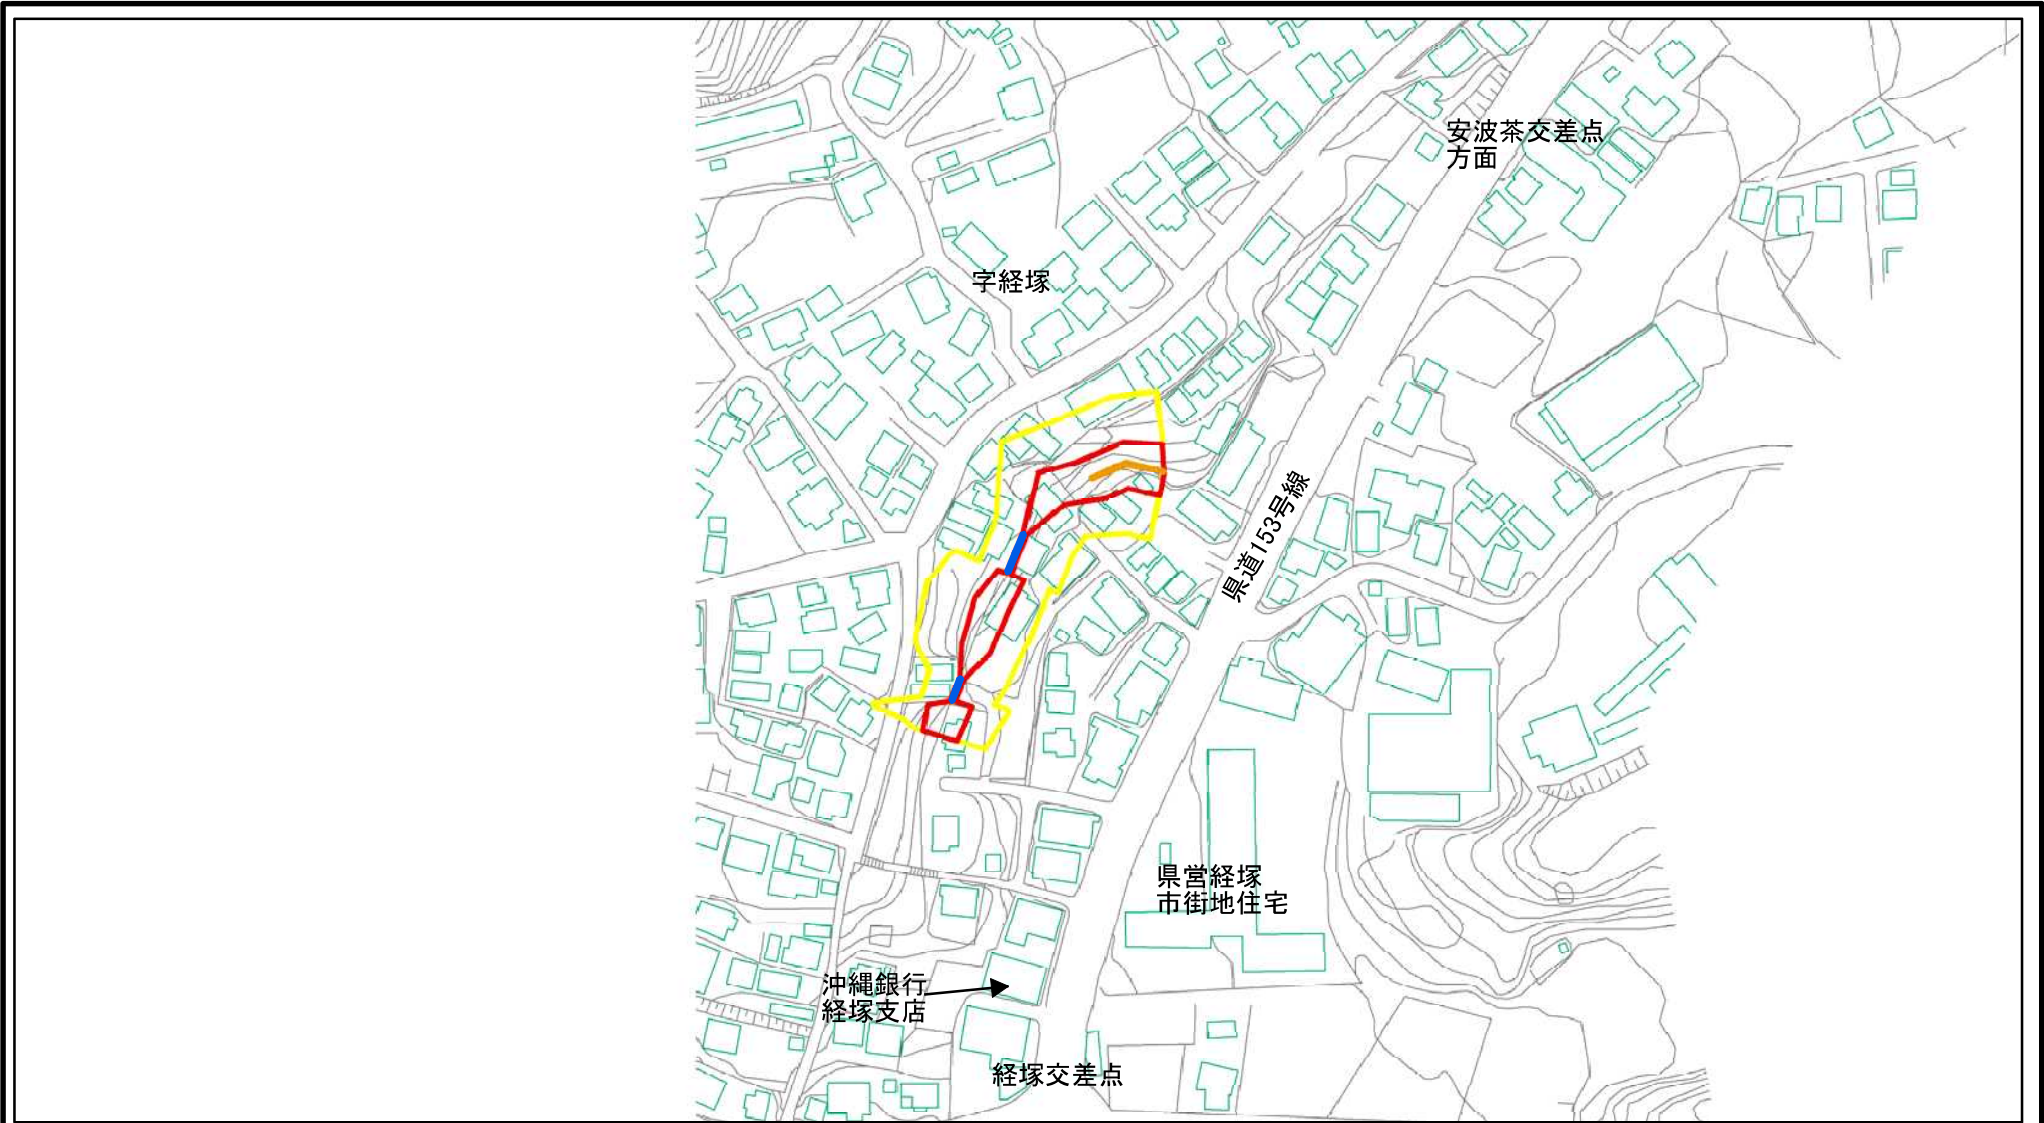 安波茶交差点
方面
字経塚
県道153号線
県営経塚
市街地住宅
沖縄銀行
経塚支店
経塚交差点